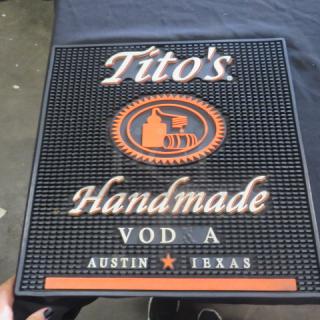 Tito's
Handmade
VODKA
AUSTIN ★ TEXAS